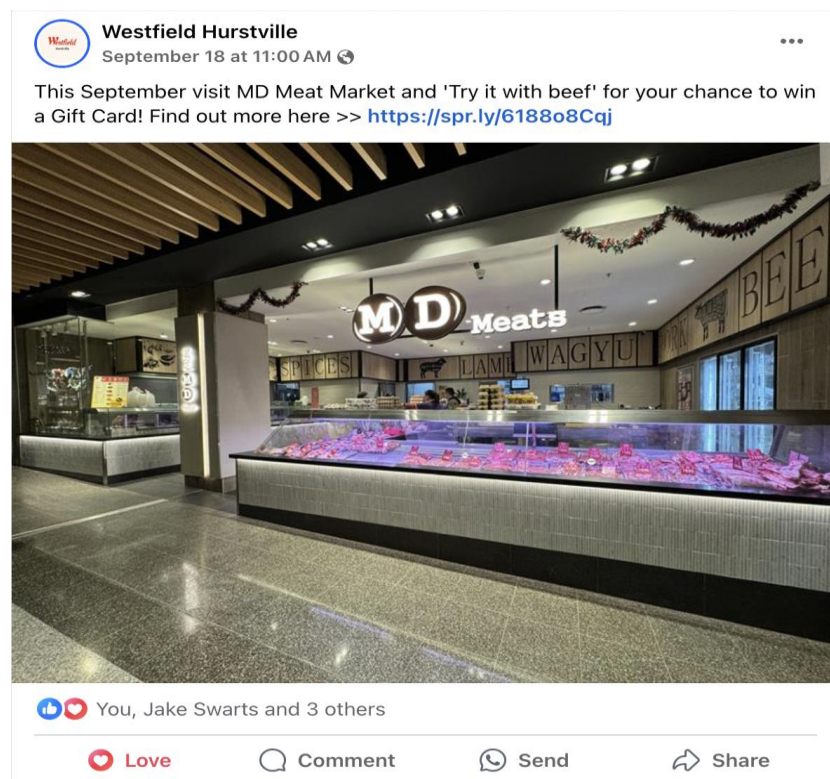 Westfield
Westfield Hurstville
September 18 at 11:00 AM
This September visit MD Meat Market and 'Try it with beef' for your chance to win
a Gift Card! Find out more here >> https://spr.ly/6188o8Cqj
MD Meats
SPICES
LAMB
WAGYU
BEE
You, Jake Swarts and 3 others
Love
Comment
Send
Share